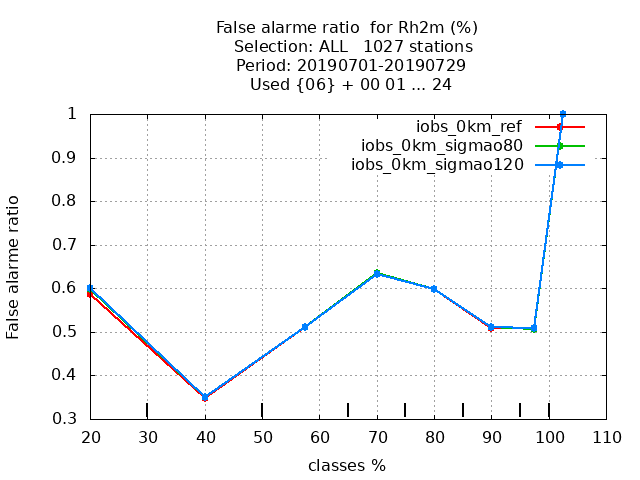 False alarme ratio  for Rh2m (%)
Selection: ALL   1027 stations
Period: 20190701-20190729
Used {06} + 00 01 ... 24
iobs_0km_ref
iobs_0km_sigmao80
iobs_0km_sigmao120
False alarme ratio
1
0.9
0.8
0.7
0.6
0.5
0.4
0.3
20 30 40 50 60 70 80 90 100 110
classes %